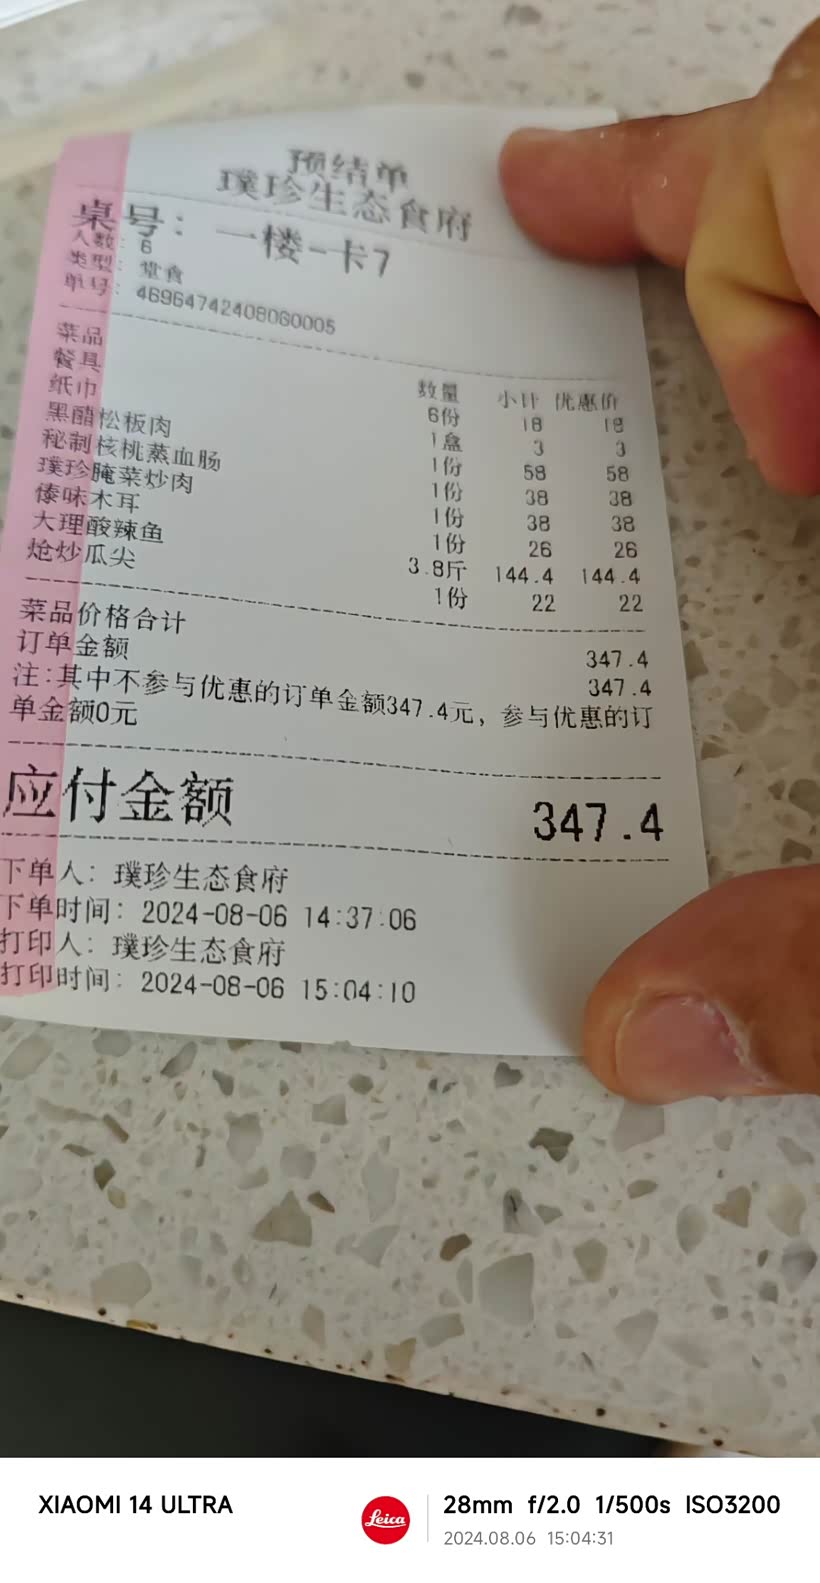 预结单
璞珍生态食府
桌号：一楼-卡7
人数：6
类型：堂食
单号：46964742408060005
菜品 数量 小计 优惠价
餐具 6份 18 18
纸巾 1盒 3 3
黑醋松板肉 1份 58 58
秘制核桃蒸血肠 1份 38 38
璞珍腌菜炒肉 1份 38 38
傣味木耳 1份 26 26
大理酸辣鱼 3.8斤 144.4 144.4
炝炒瓜尖 1份 22 22
菜品价格合计 347.4
订单金额 347.4
注:其中不参与优惠的订单金额347.4元，参与优惠的订
单金额0元
应付金额 347.4
下单人：璞珍生态食府
下单时间：2024-08-06 14:37:06
打印人：璞珍生态食府
打印时间：2024-08-06 15:04:10
XIAOMI 14 ULTRA
Leica
28mm f/2.0 1/500s ISO3200
2024.08.06 15:04:31